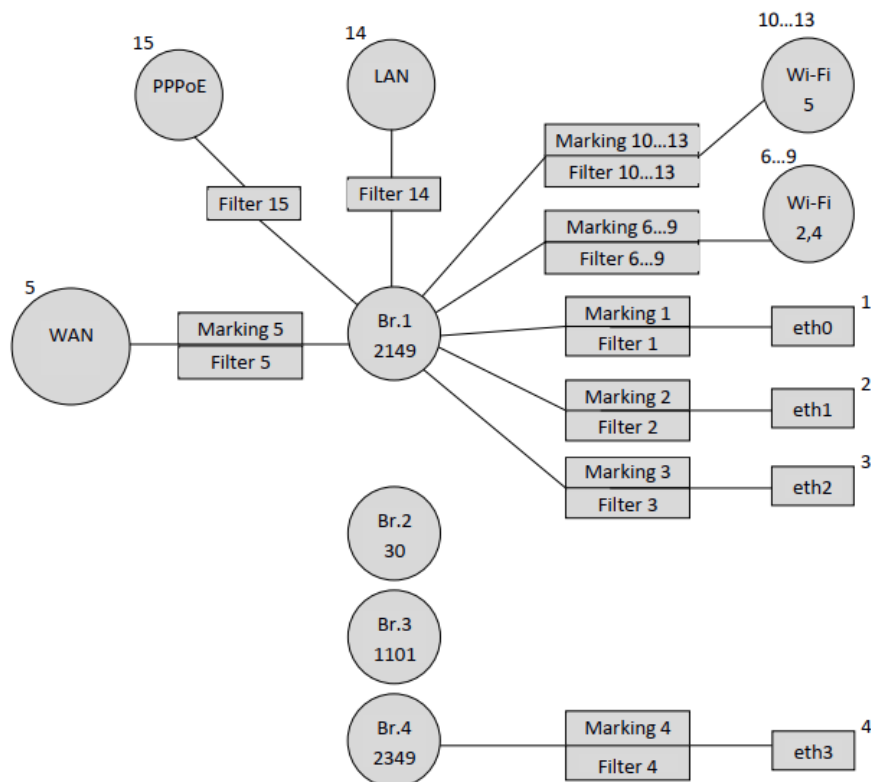 10...13
15
14
PPPoE
LAN
Wi-Fi
5
Marking 10...13
Filter 10...13
6...9
Filter 15
Filter 14
Wi-Fi
2,4
Marking 6...9
Filter 6...9
5
WAN
Marking 5
Filter 5
Br.1
2149
Marking 1
Filter 1
eth0
1
Marking 2
Filter 2
eth1
2
Marking 3
Filter 3
eth2
3
Br.2
30
Br.3
1101
Br.4
2349
Marking 4
Filter 4
eth3
4